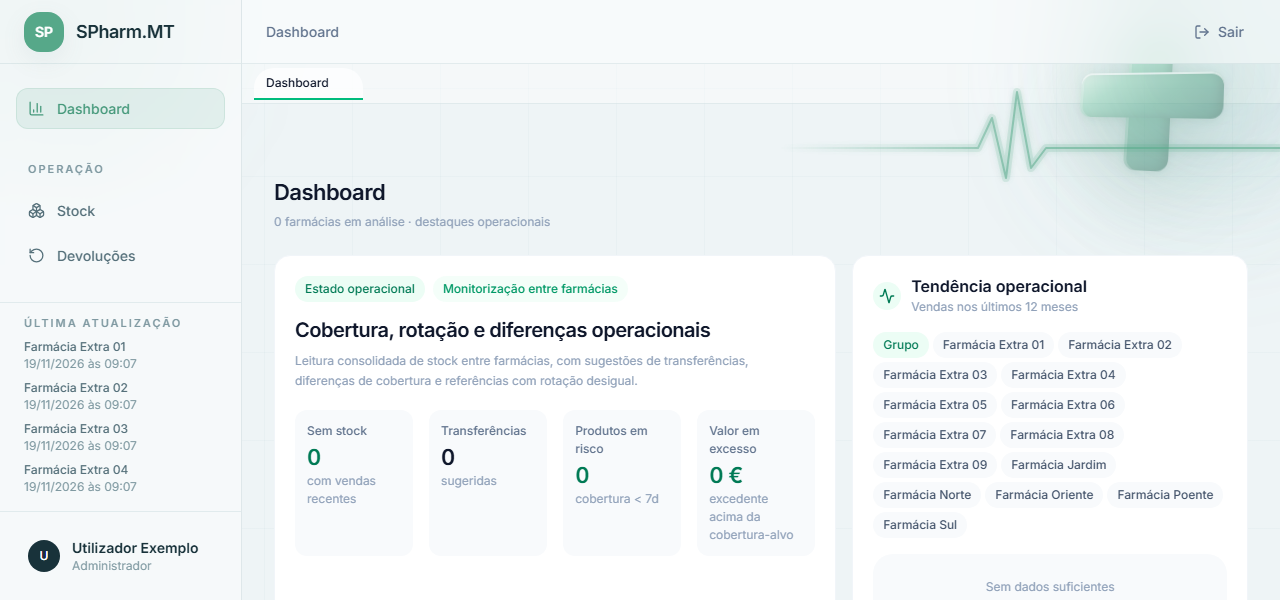 SP
SPharm.MT
Dashboard
Sair
Dashboard
Dashboard
OPERAÇÃO
Stock
Devoluções
ÚLTIMA ATUALIZAÇÃO
Farmácia Extra 01
19/11/2026 às 09:07
Farmácia Extra 02
19/11/2026 às 09:07
Farmácia Extra 03
19/11/2026 às 09:07
Farmácia Extra 04
19/11/2026 às 09:07
U
Utilizador Exemplo
Administrador
Dashboard
0 farmácias em análise · destaques operacionais
Estado operacional
Monitorização entre farmácias
Cobertura, rotação e diferenças operacionais
Leitura consolidada de stock entre farmácias, com sugestões de transferências,
diferenças de cobertura e referências com rotação desigual.
Sem stock
0
com vendas
recentes
Transferências
0
sugeridas
Produtos em
risco
0
cobertura < 7d
Valor em
excesso
0 €
excedente
acima da
cobertura-alvo
Tendência operacional
Vendas nos últimos 12 meses
Grupo Farmácia Extra 01 Farmácia Extra 02
Farmácia Extra 03 Farmácia Extra 04
Farmácia Extra 05 Farmácia Extra 06
Farmácia Extra 07 Farmácia Extra 08
Farmácia Extra 09 Farmácia Jardim
Farmácia Norte Farmácia Oriente Farmácia Poente
Farmácia Sul
Sem dados suficientes